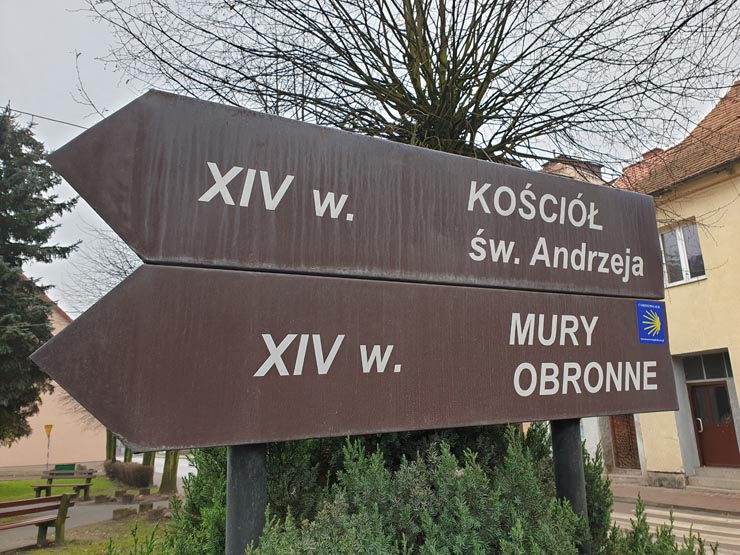 XIV w.
KOŚCIÓŁ
św. Andrzeja
XIV w.
MURY
OBRONNE